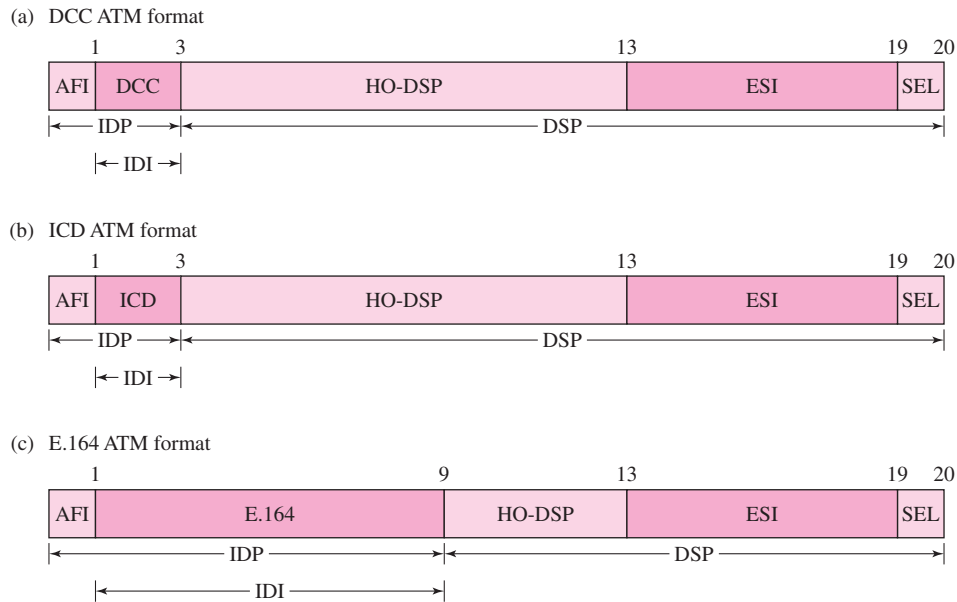 (a) DCC ATM format
1 3 13 19 20
AFI DCC HO-DSP ESI SEL
IDP DSP
IDI
(b) ICD ATM format
1 3 13 19 20
AFI ICD HO-DSP ESI SEL
IDP DSP
IDI
(c) E.164 ATM format
1 9 13 19 20
AFI E.164 HO-DSP ESI SEL
IDP DSP
IDI